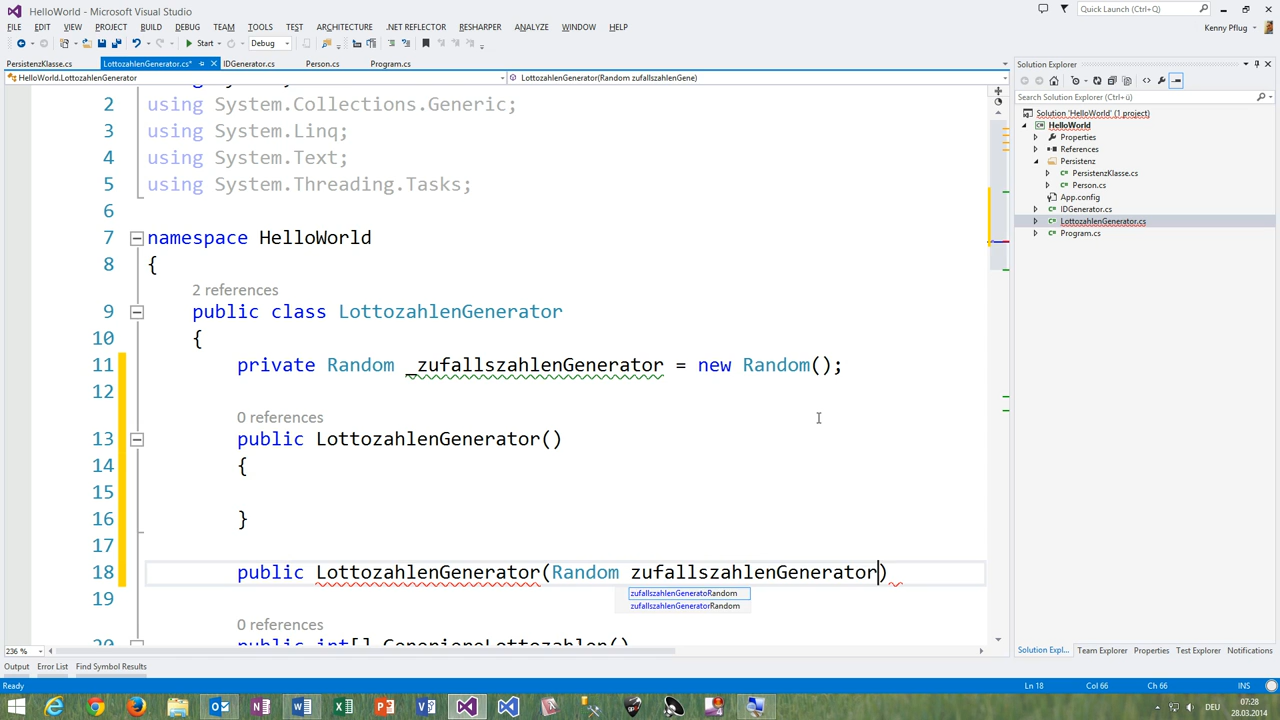 HelloWorld - Microsoft Visual Studio
Quick Launch (Ctrl+Q)
FILE EDIT VIEW PROJECT BUILD DEBUG TEAM TOOLS TEST ARCHITECTURE .NET REFLECTOR RESHARPER ANALYZE WINDOW HELP
Kenny Pflug
Start Debug
PersistenzKlasse.cs LottozahlenGenerator.cs* IDGenerator.cs Person.cs Program.cs
HelloWorld.LottozahlenGenerator LottozahlenGenerator(Random zufallszahlenGene)
2 using System.Collections.Generic;
3 using System.Linq;
4 using System.Text;
5 using System.Threading.Tasks;
6
7 namespace HelloWorld
8 {
2 references
9 public class LottozahlenGenerator
10 {
11 private Random _zufallszahlenGenerator = new Random();
12
0 references
13 public LottozahlenGenerator()
14 {
15
16 }
17
18 public LottozahlenGenerator(Random zufallszahlenGenerator)
zufallszahlenGeneratoRandom
zufallszahlenGeneratorRandom
19
0 references
20 public int[] GeneriereLottozahlen()
236 %
Solution Explorer
Search Solution Explorer (Ctrl+ü)
Solution 'HelloWorld' (1 project)
HelloWorld
Properties
References
Persistenz
PersistenzKlasse.cs
Person.cs
App.config
IDGenerator.cs
LottozahlenGenerator.cs
Program.cs
Solution Expl... Team Explorer Properties Test Explorer Notifications
Output Error List Find Symbol Results
Ready Ln 18 Col 66 Ch 66 INS
DEU
07:28
28.03.2014